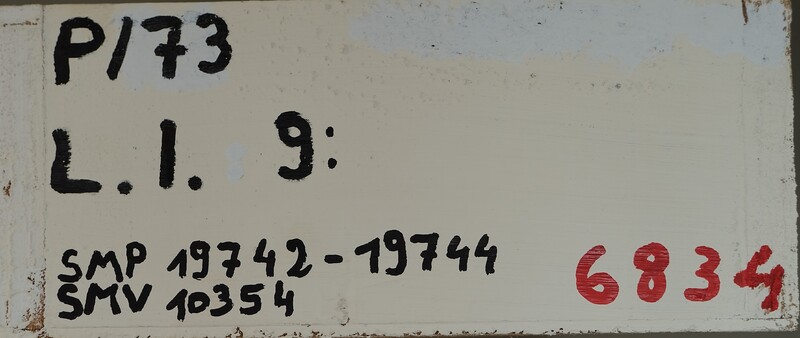 P/73
L.I. 9:
SMP 19742-19744
SMV 10354
6834